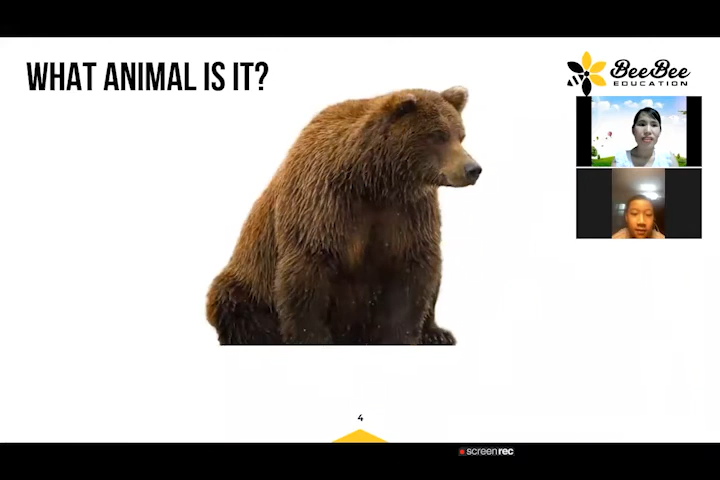 WHAT ANIMAL IS IT?
BeeBee
EDUCATION
4
screenrec